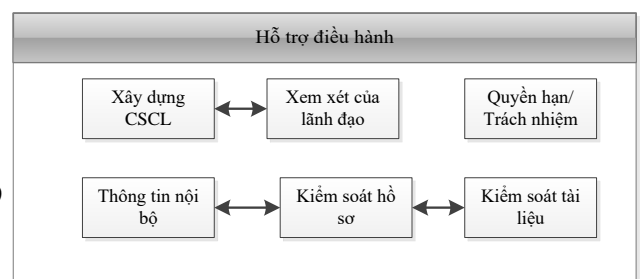 Hỗ trợ điều hành
Xây dựng
CSCL
Xem xét của
lãnh đạo
Quyền hạn/
Trách nhiệm
Thông tin nội
bộ
Kiểm soát hồ
sơ
Kiểm soát tài
liệu